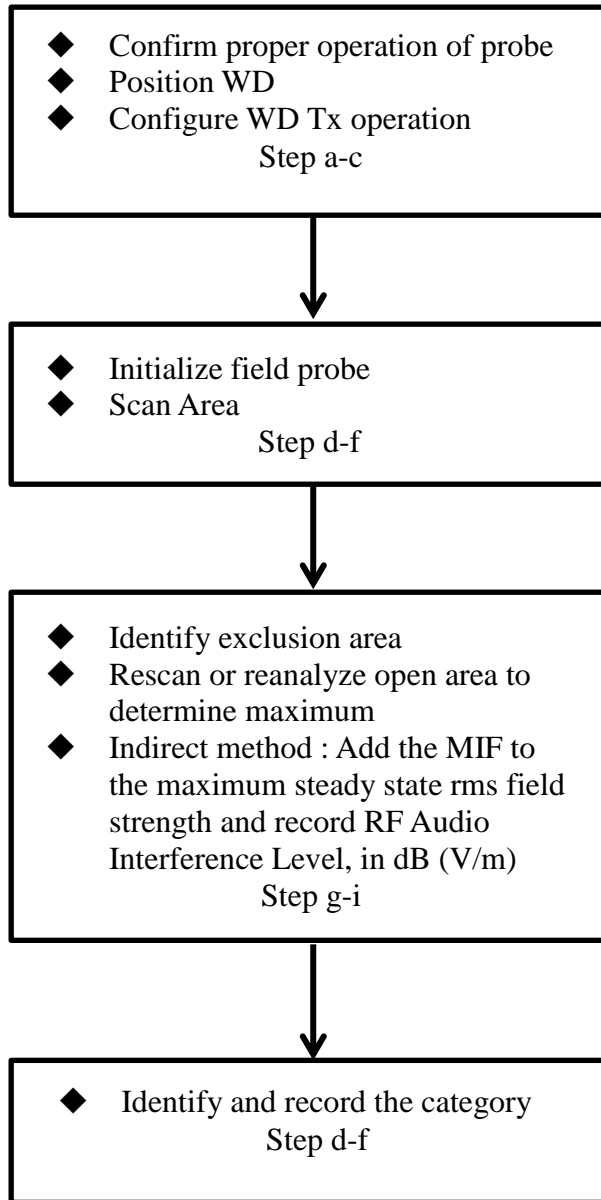 ◆ Confirm proper operation of probe
◆ Position WD
◆ Configure WD Tx operation
Step a-c
◆ Initialize field probe
◆ Scan Area
Step d-f
◆ Identify exclusion area
◆ Rescan or reanalyze open area to
determine maximum
◆ Indirect method : Add the MIF to
the maximum steady state rms field
strength and record RF Audio
Interference Level, in dB (V/m)
Step g-i
◆ Identify and record the category
Step d-f